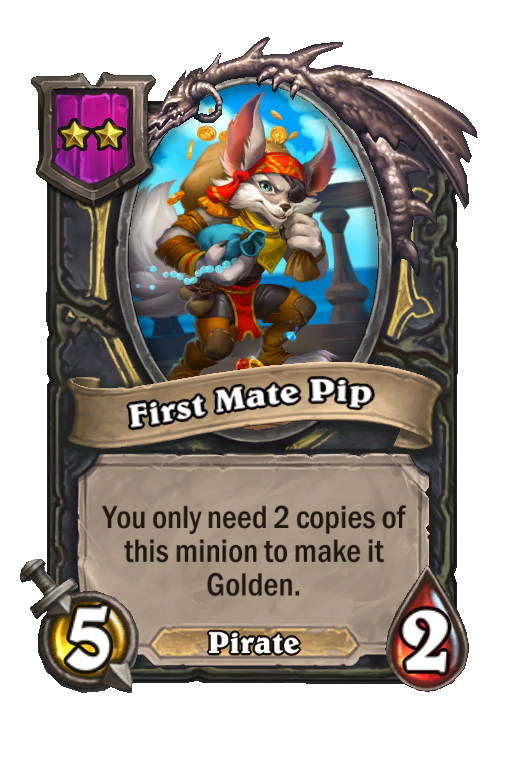 First Mate Pip
You only need 2 copies of
this minion to make it
Golden.
5
Pirate
2